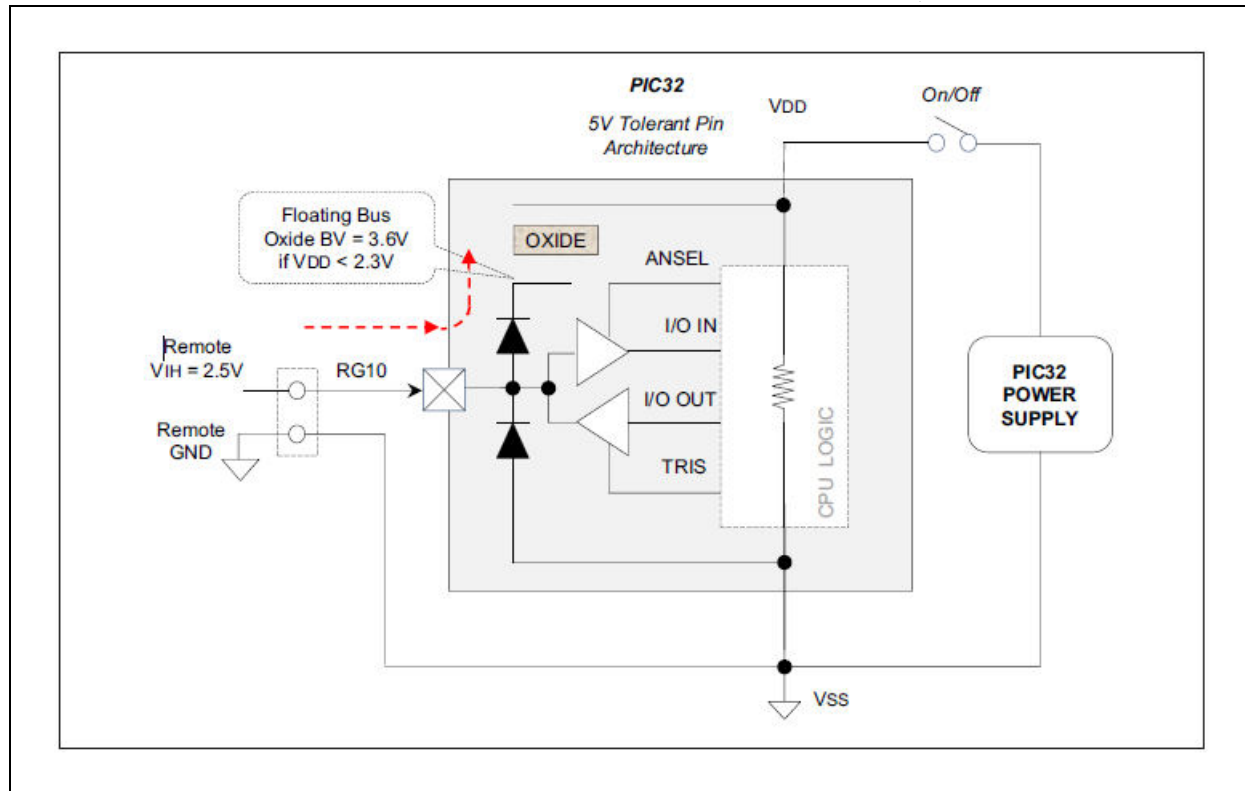 PIC32
5V Tolerant Pin
Architecture
VDD
On/Off
Floating Bus
Oxide BV = 3.6V
if VDD < 2.3V
OXIDE
ANSEL
I/O IN
Remote
VIH = 2.5V
RG10
I/O OUT
Remote
GND
TRIS
CPU LOGIC
PIC32
POWER
SUPPLY
VSS